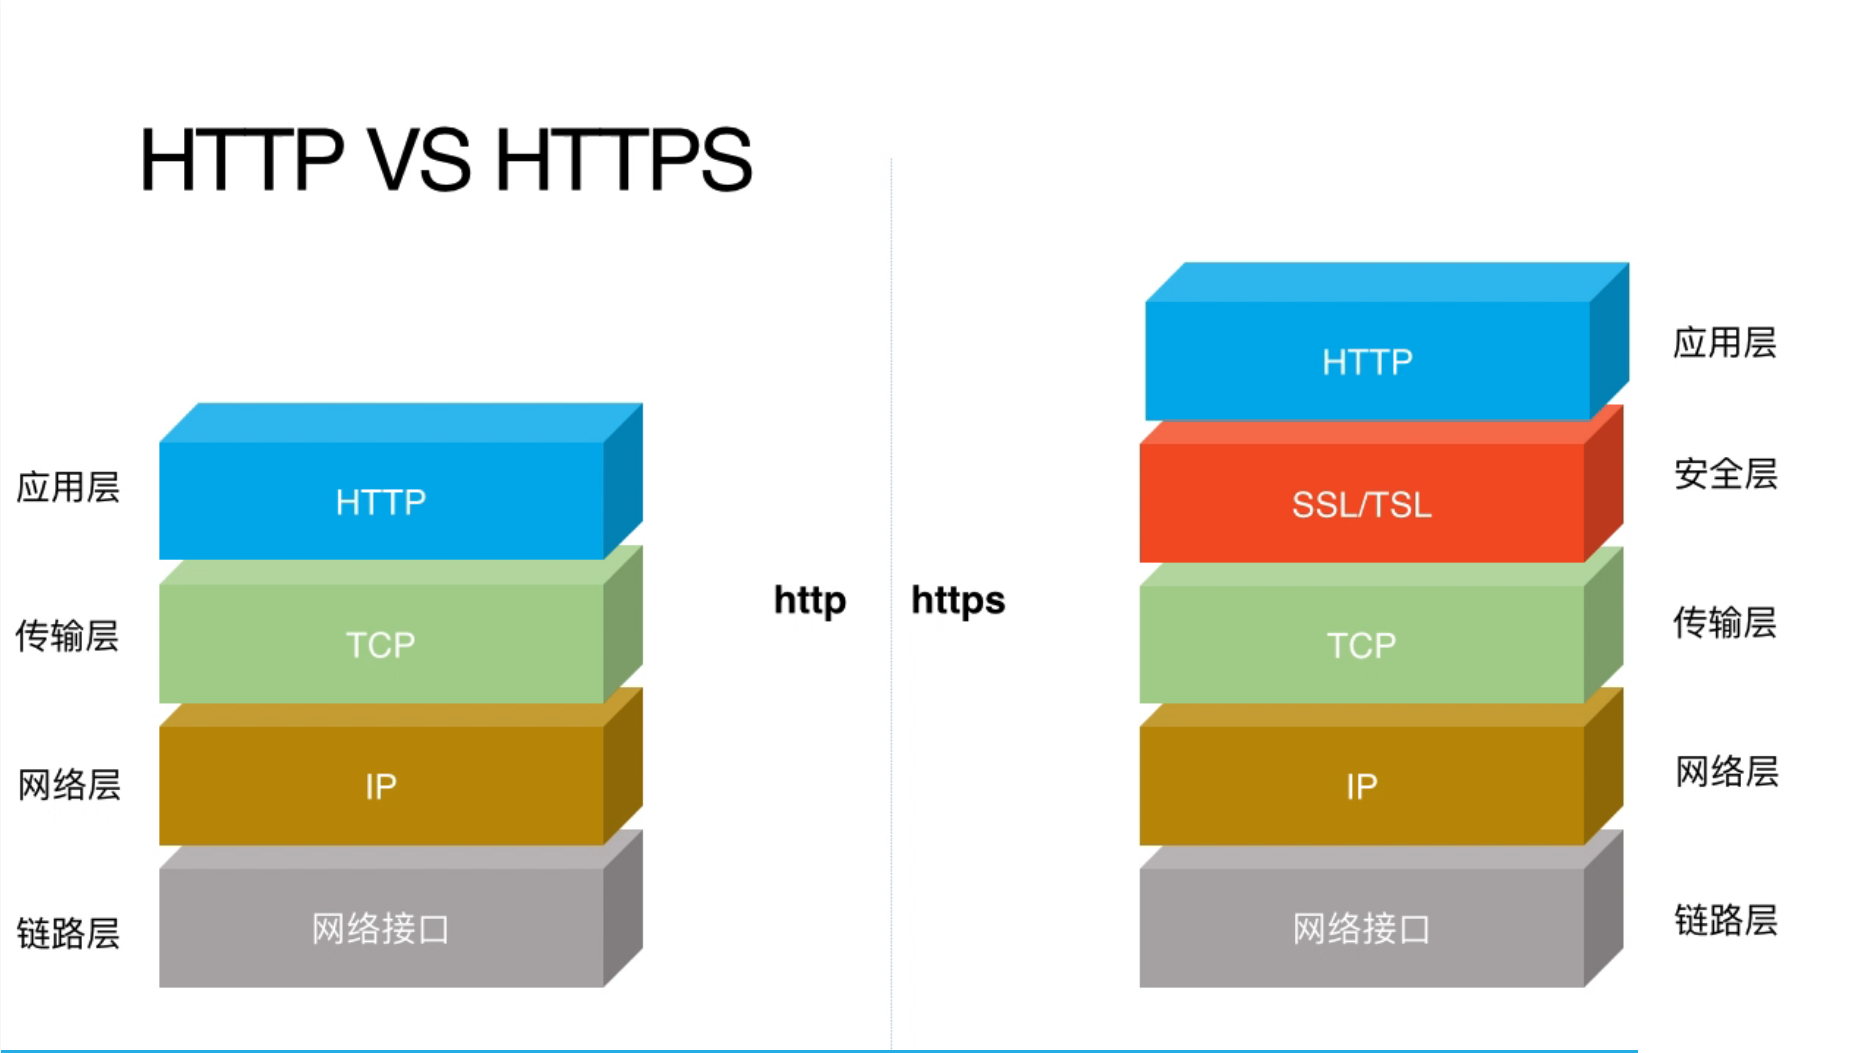 HTTP VS HTTPS
应用层
HTTP
传输层
TCP
网络层
IP
链路层
网络接口
http
https
HTTP
应用层
SSL/TSL
安全层
TCP
传输层
IP
网络层
网络接口
链路层